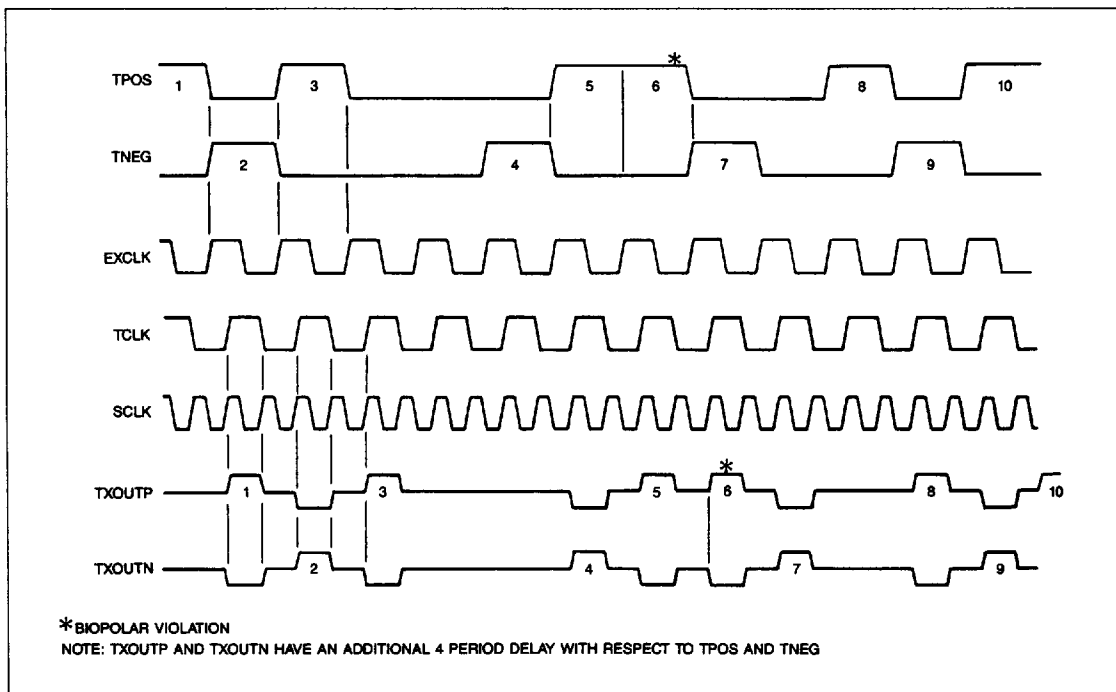 *
TPOS 1 3 5 6 8 10
TNEG 2 4 7 9
EXCLK
TCLK
SCLK
*
TXOUTP 1 3 5 6 8 10
TXOUTN 2 4 7 9
* BIOPOLAR VIOLATION
NOTE: TXOUTP AND TXOUTN HAVE AN ADDITIONAL 4 PERIOD DELAY WITH RESPECT TO TPOS AND TNEG